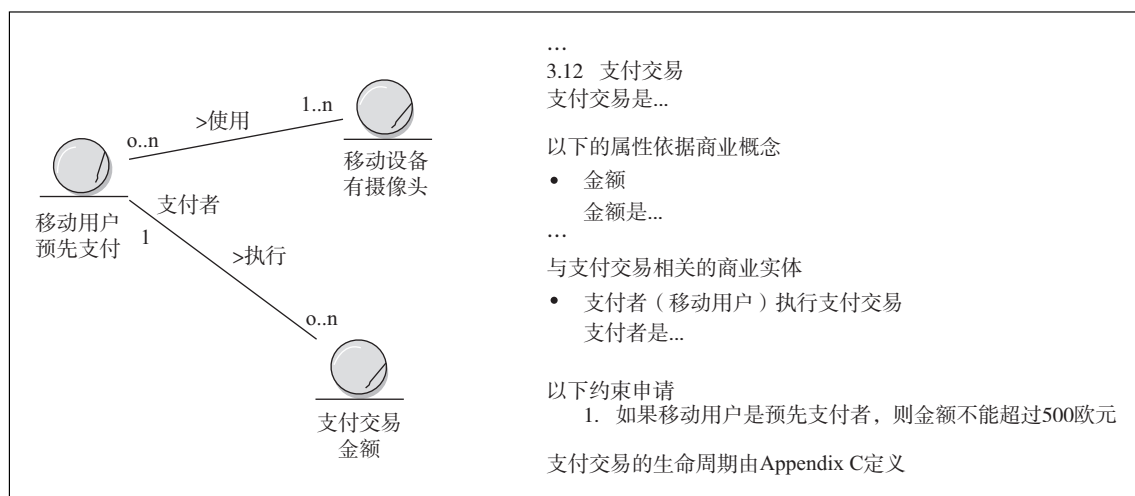 1..n
>使用
o..n
移动设备
有摄像头
支付者
移动用户
1
预先支付
>执行
o..n
支付交易
金额
...
3.12 支付交易
支付交易是...
以下的属性依据商业概念
• 金额
金额是...
...
与支付交易相关的商业实体
• 支付者（移动用户）执行支付交易
支付者是...
以下约束申请
1. 如果移动用户是预先支付者，则金额不能超过500欧元
支付交易的生命周期由Appendix C定义